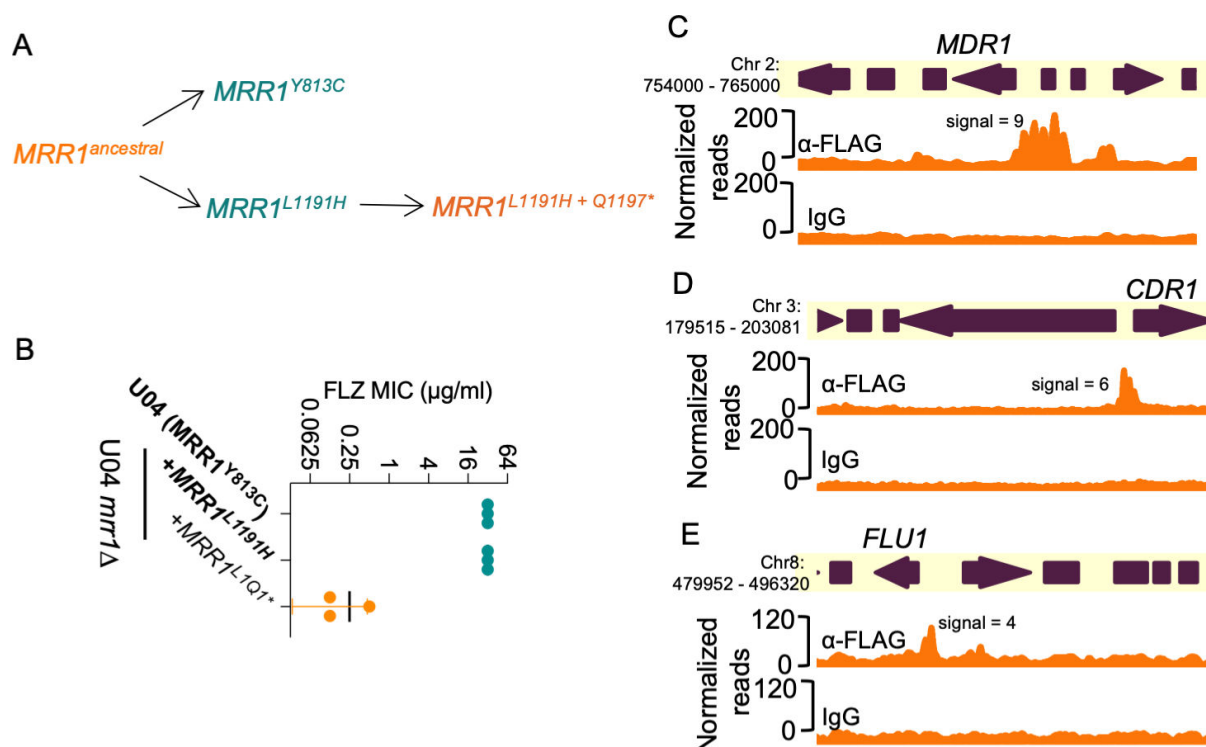 A
MRR1Y813C
MRR1ancestral
MRR1L1191H
MRR1L1191H + Q1197*
B
FLZ MIC (µg/ml)
0.0625
0.25
1
4
16
64
U04 (MRR1Y813C)
+MRR1L1191H
+MRR1L1Q1*
U04 mrr1Δ
C
MDR1
Chr 2:
754000 - 765000
200
signal = 9
α-FLAG
0
Normalized
reads
200
IgG
0
D
CDR1
Chr 3:
179515 - 203081
200
α-FLAG
signal = 6
0
Normalized
reads
200
IgG
0
E
FLU1
Chr8:
479952 - 496320
120
signal = 4
α-FLAG
0
Normalized
reads
120
IgG
0